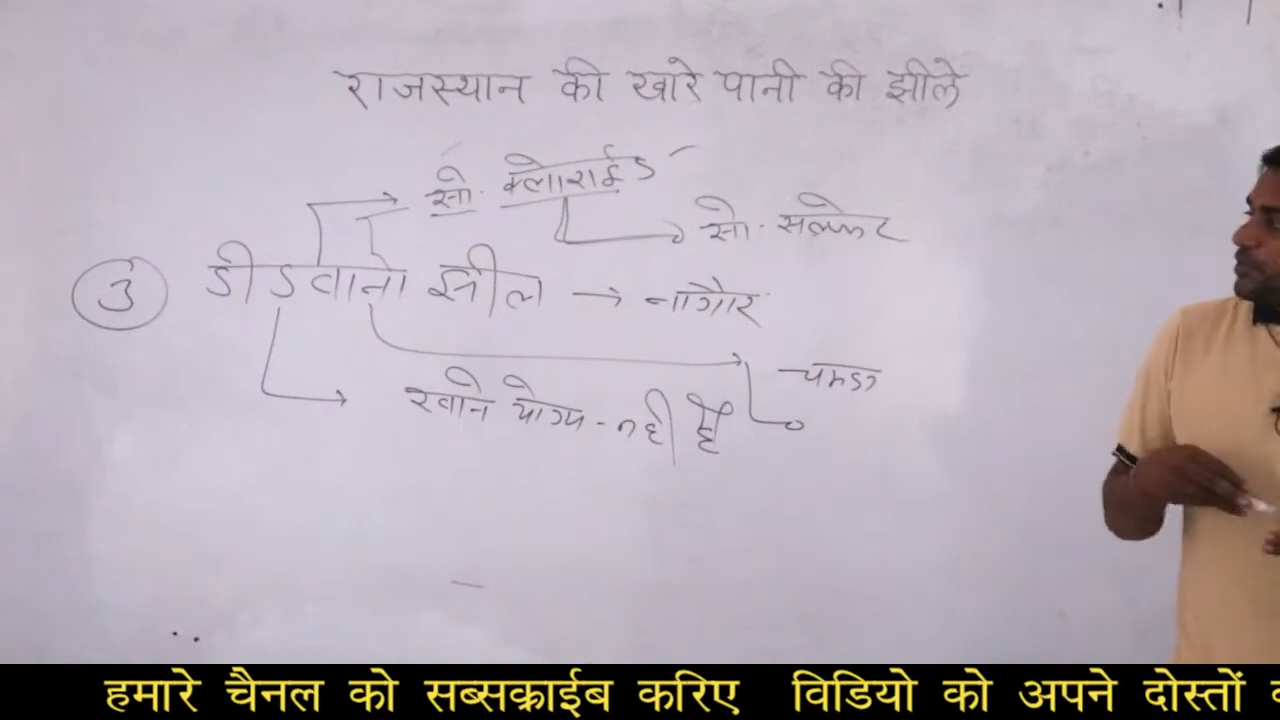 राजस्थान की खारे पानी की झीले
सो. क्लोराईड
सो. सल्फेट
3 डीडवाना झील → नागौर
चमडा
खाने योग्य - नही है
हमारे चैनल को सब्सक्राईब करिए विडियो को अपने दोस्तों